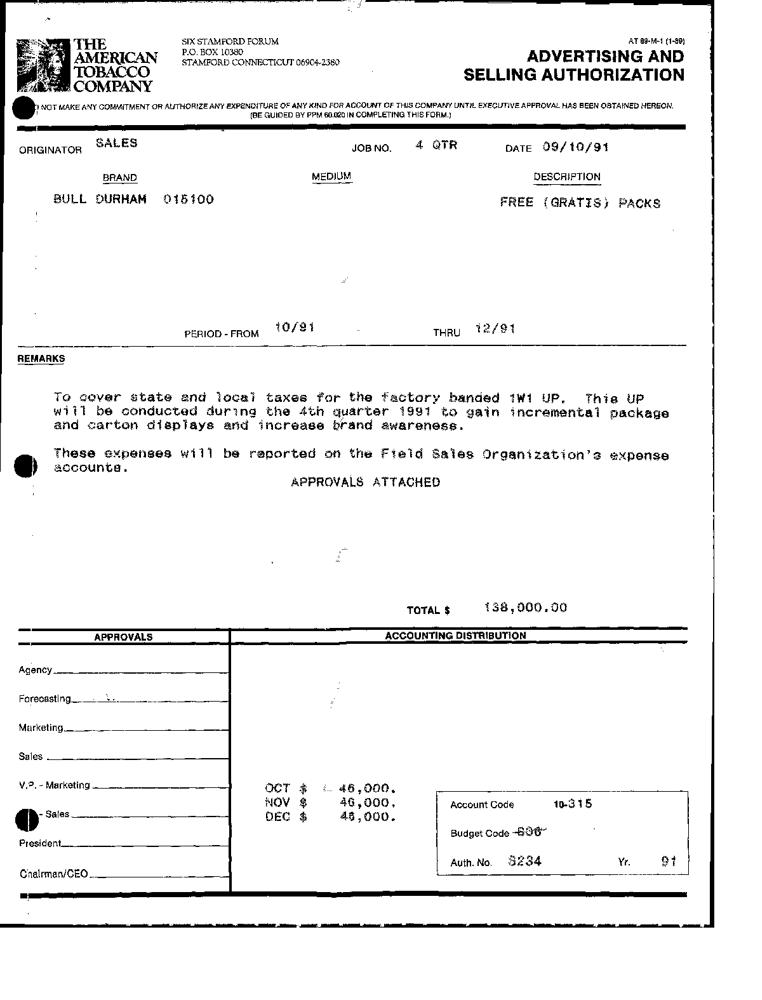 THE
AMERICAN
TOBACCO
COMPANY
SIX STAMFORD FORUM
P.O. BOX 10380
STAMFORD CONNECTICUT 06904-2380
AT 89-M-1 (1-89)
ADVERTISING AND
SELLING AUTHORIZATION
NOT MAKE ANY COMMITMENT OR AUTHORIZE ANY EXPENDITURE OF ANY KIND FOR ACCOUNT OF THIS COMPANY UNTIL EXECUTIVE APPROVAL HAS BEEN OBTAINED HEREON.
(BE GUIDED BY PPM 60.020 IN COMPLETING THIS FORM.)
ORIGINATOR SALES JOB NO. 4 QTR DATE 09/10/91
BRAND MEDIUM DESCRIPTION
BULL DURHAM 015100 FREE (GRATIS) PACKS
PERIOD - FROM 10/91 THRU 12/91
REMARKS
To cover state and local taxes for the factory banded 1W1 UP. This UP
will be conducted during the 4th quarter 1991 to gain incremental package
and carton displays and increase brand awareness.
These expenses will be reported on the Field Sales Organization's expense
accounts.
APPROVALS ATTACHED
TOTAL $ 138,000.00
APPROVALS ACCOUNTING DISTRIBUTION
Agency
Forecasting
Marketing
Sales
V.P. - Marketing
- Sales
President
Chairman/CEO
OCT $ 46,000.
NOV $ 46,000.
DEC $ 46,000.
Account Code 10-315
Budget Code
Auth. No. S234 Yr. 91